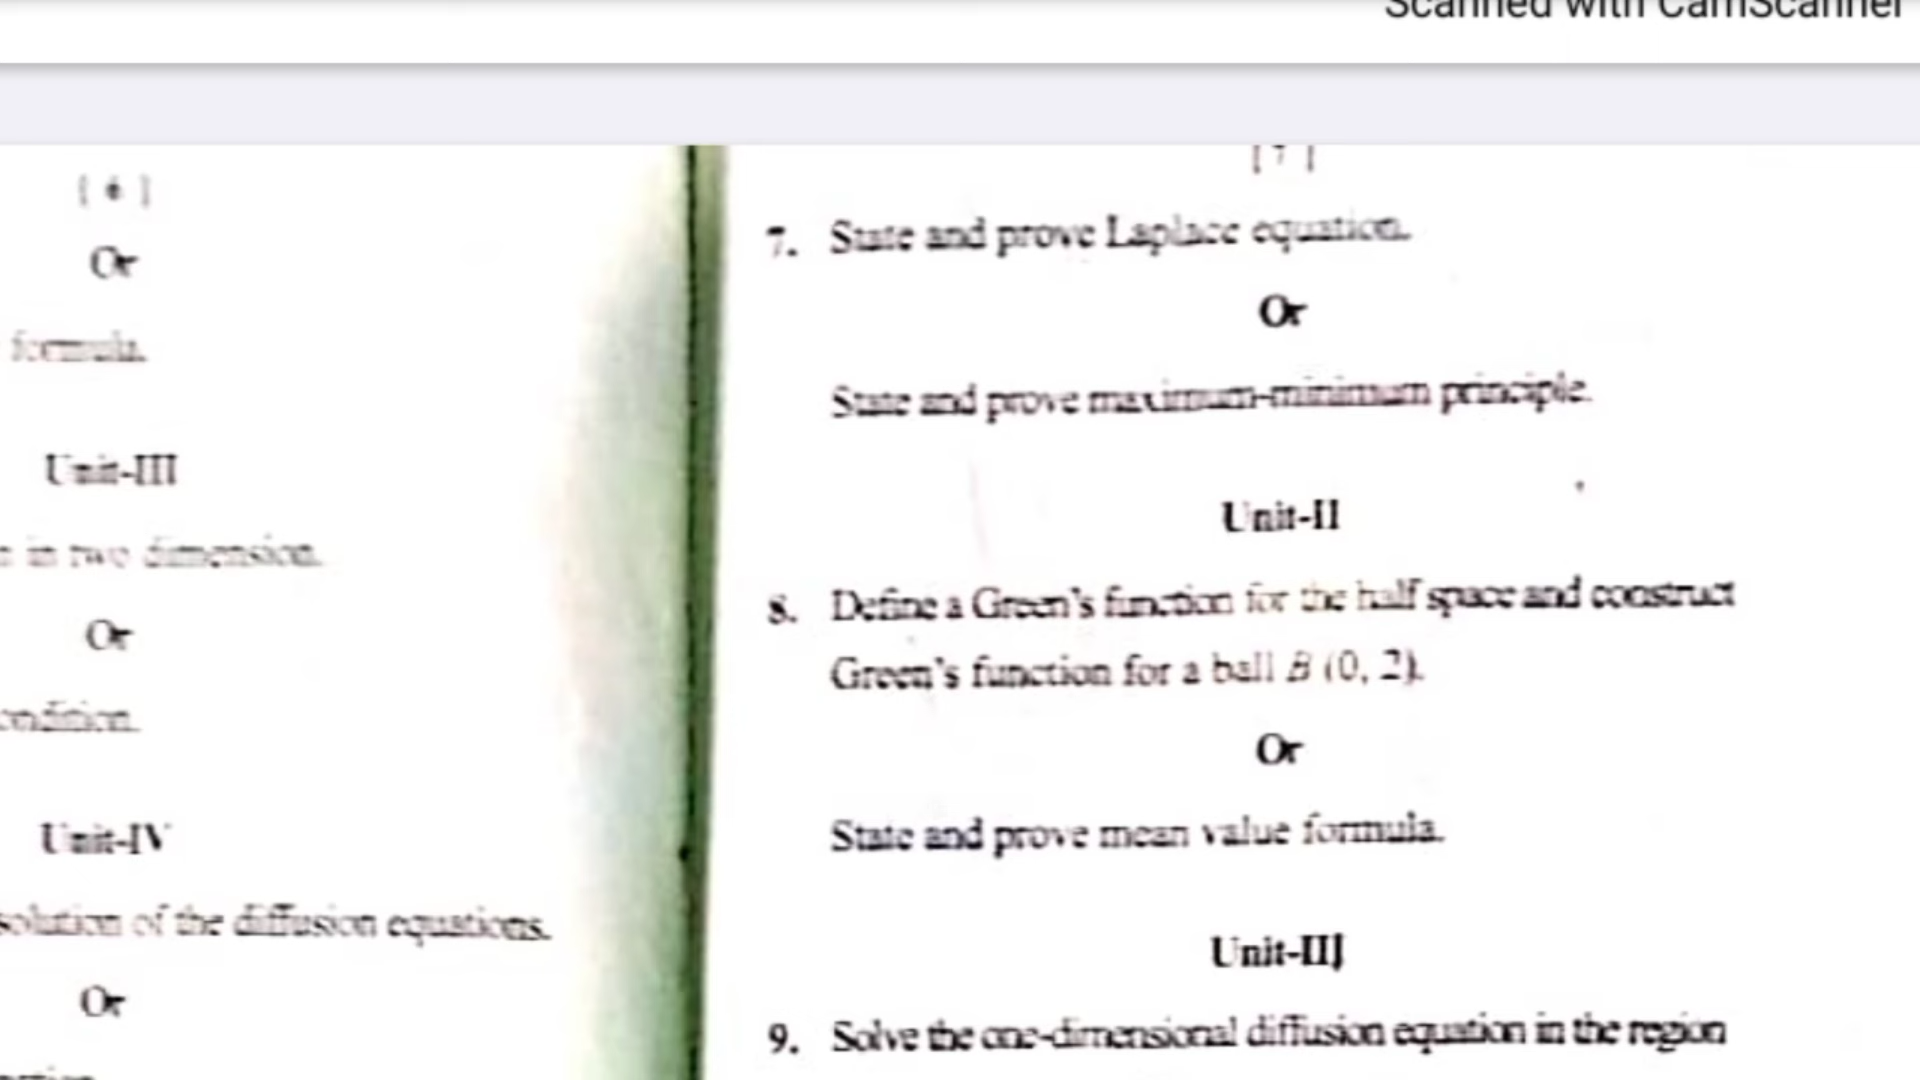 Scanned with CamScanner
[ 6 ]
Or
formula.
Unit-III
in two dimension.
Or
ondition.
Unit-IV
solution of the diffusion equations.
Or
[ 7 ]
7. State and prove Laplace equation.
Or
State and prove maximum-minimum principle.
Unit-II
8. Define a Green's function for the half space and construct
Green's function for a ball B (0, 2).
Or
State and prove mean value formula.
Unit-III
9. Solve the one-dimensional diffusion equation in the region